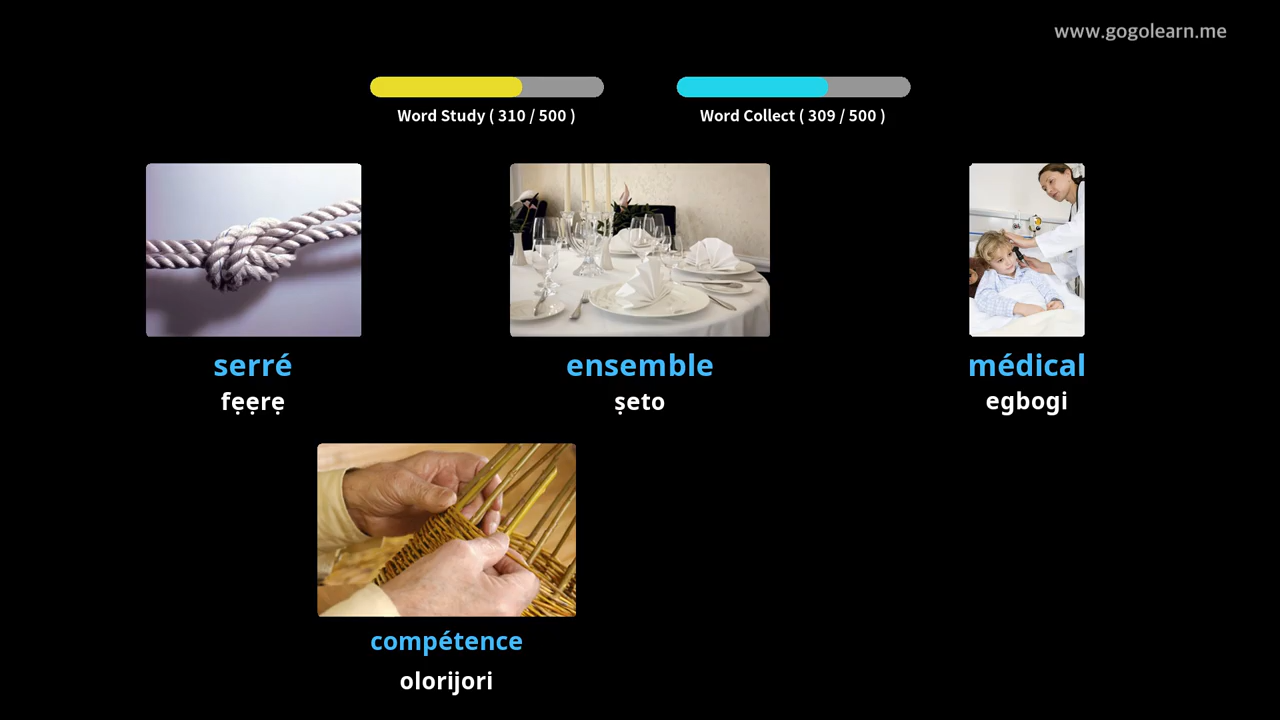 www.gogolearn.me
Word Study ( 310 / 500 )
Word Collect ( 309 / 500 )
serré
fẹẹrẹ
ensemble
ṣeto
médical
egbogi
compétence
olorijori